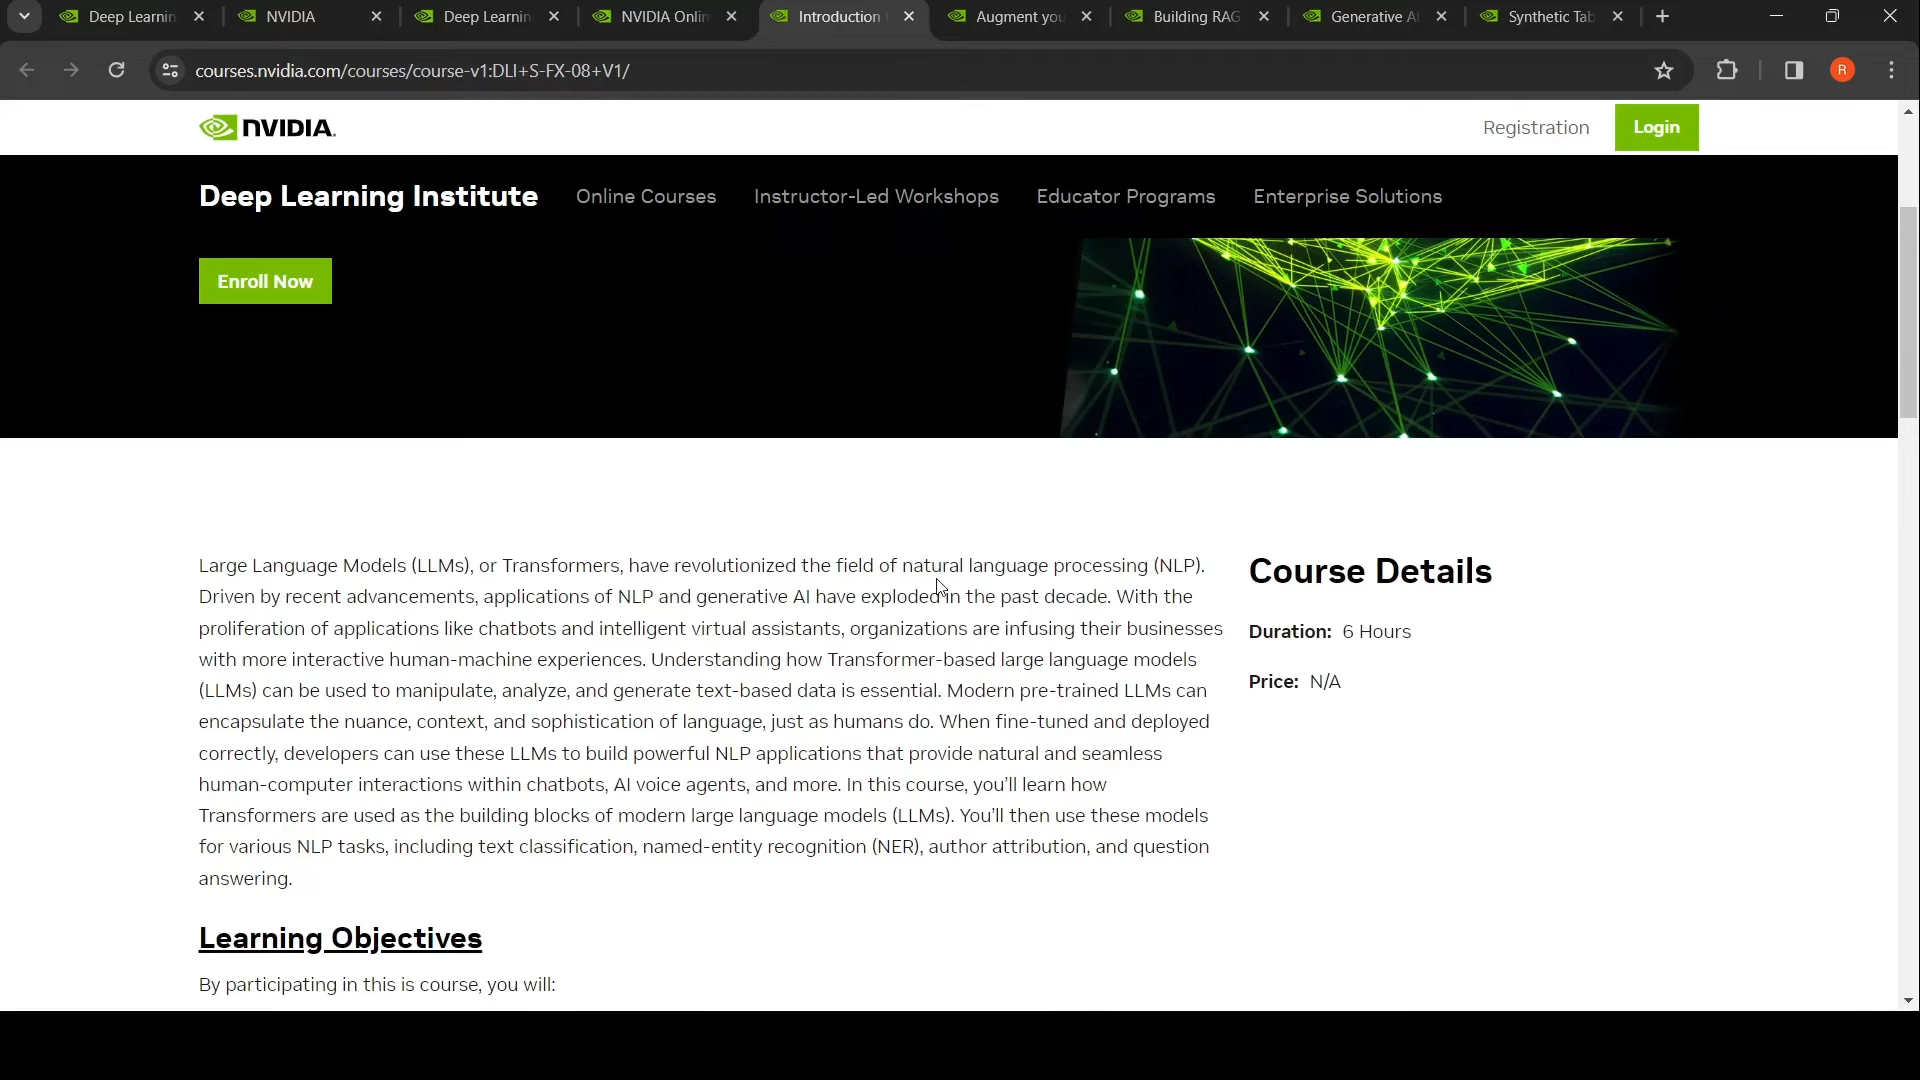 Deep Learnin
NVIDIA
Deep Learnin
NVIDIA Onlin
Introduction
Augment you
Building RAG
Generative AI
Synthetic Tab
courses.nvidia.com/courses/course-v1:DLI+S-FX-08+V1/
R
NVIDIA.
Registration
Login
Deep Learning Institute
Online Courses
Instructor-Led Workshops
Educator Programs
Enterprise Solutions
Enroll Now
Large Language Models (LLMs), or Transformers, have revolutionized the field of natural language processing (NLP).
Driven by recent advancements, applications of NLP and generative AI have exploded in the past decade. With the
proliferation of applications like chatbots and intelligent virtual assistants, organizations are infusing their businesses
with more interactive human-machine experiences. Understanding how Transformer-based large language models
(LLMs) can be used to manipulate, analyze, and generate text-based data is essential. Modern pre-trained LLMs can
encapsulate the nuance, context, and sophistication of language, just as humans do. When fine-tuned and deployed
correctly, developers can use these LLMs to build powerful NLP applications that provide natural and seamless
human-computer interactions within chatbots, AI voice agents, and more. In this course, you'll learn how
Transformers are used as the building blocks of modern large language models (LLMs). You'll then use these models
for various NLP tasks, including text classification, named-entity recognition (NER), author attribution, and question
answering.
Course Details
Duration: 6 Hours
Price: N/A
Learning Objectives
By participating in this is course, you will: